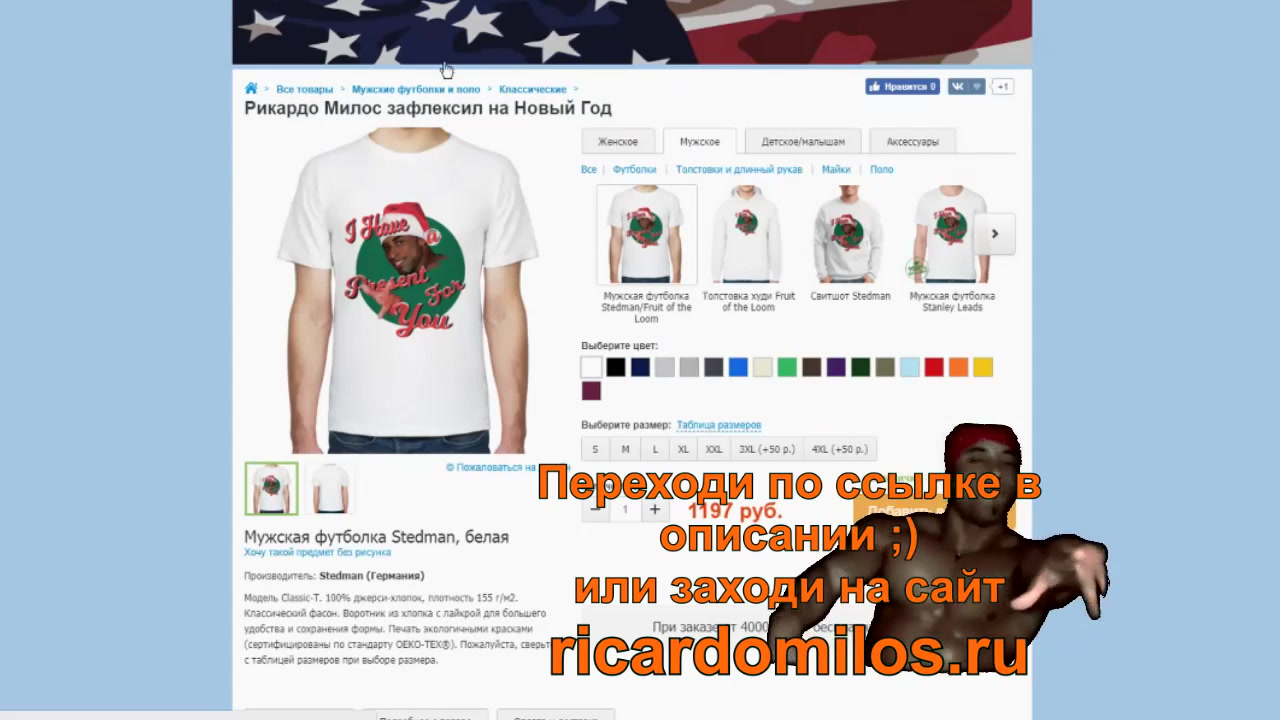 Все товары > Мужские футболки и поло > Классические >
Нравится 0
+1
Рикардо Милос зафлексил на Новый Год
Женское
Мужское
Детское/малышам
Аксессуары
Все | Футболки | Толстовки и длинный рукав | Майки | Поло
I Have a
Present For
You
Мужская футболка
Stedman/Fruit of the
Loom
Толстовка худи Fruit
of the Loom
Свитшот Stedman
Мужская футболка
Stanley Leads
Выберите цвет:
Выберите размер: Таблица размеров
S M L XL XXL 3XL (+50 р.) 4XL (+50 р.)
© Пожаловаться на
Переходи по ссылке в
описании ;)
или заходи на сайт
ricardomilos.ru
− 1 +
1197 руб.
Добавить в
При заказе от 4000
Мужская футболка Stedman, белая
Хочу такой предмет без рисунка
Производитель: Stedman (Германия)
Модель Classic-T. 100% джерси-хлопок, плотность 155 г/м2.
Классический фасон. Воротник из хлопка с лайкрой для большего
удобства и сохранения формы. Печать экологичными красками
(сертифицированы по стандарту OEKO-TEX®). Пожалуйста, сверьт
с таблицей размеров при выборе размера.